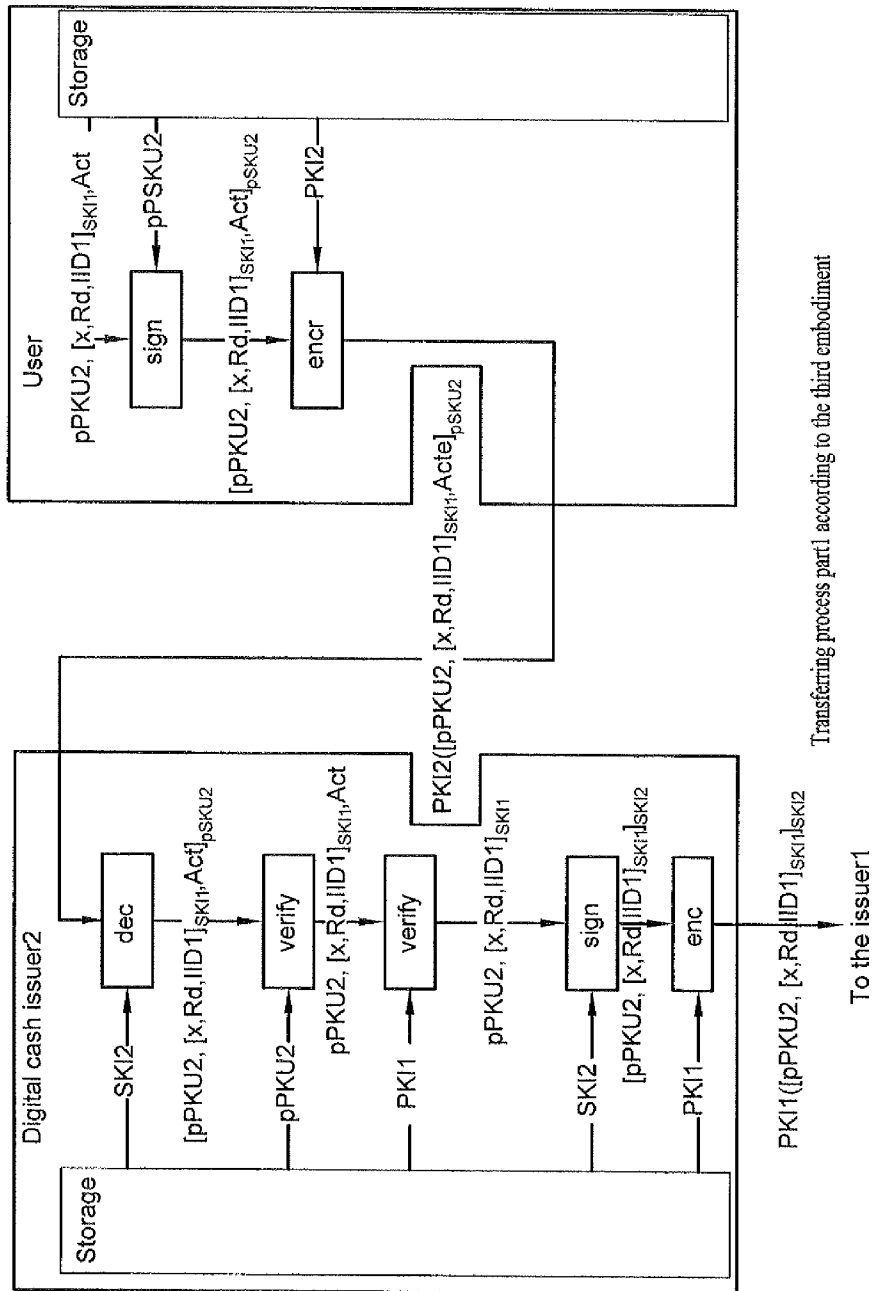 User
Storage
pPKU2, [x,Rd,IID1]SKI1,Act
pPSKU2
sign
[pPKU2, [x,Rd,IID1]SKI1,Act]pSKU2
PKI2
encr
PKI2([pPKU2, [x,Rd,IID1]SKI1,Acte]pSKU2
Digital cash issuer2
Storage
SKI2
dec
[pPKU2, [x,Rd,IID1]SKI1,Act]pSKU2
pPKU2
verify
pPKU2, [x,Rd,IID1]SKI1,Act
PKI1
verify
pPKU2, [x,Rd,IID1]SKI1
SKI2
sign
[pPKU2, [x,Rd,IID1]SKI1]SKI2
PKI1
enc
PKI1([pPKU2, [x,Rd,IID1]SKI1]SKI2
To the issuer1
Transferring process part1 according to the third embodiment